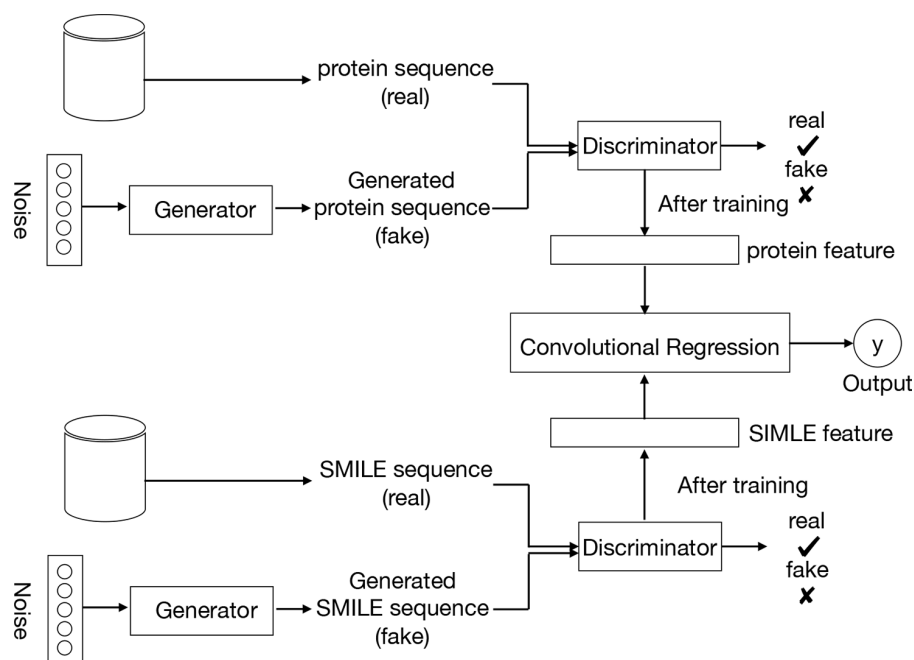 protein sequence
(real)
Discriminator
real
✔
fake
✘
Noise
Generator
Generated
protein sequence
(fake)
After training
protein feature
Convolutional Regression
y
Output
SIMLE feature
SMILE sequence
(real)
After training
Discriminator
real
✔
fake
✘
Noise
Generator
Generated
SMILE sequence
(fake)